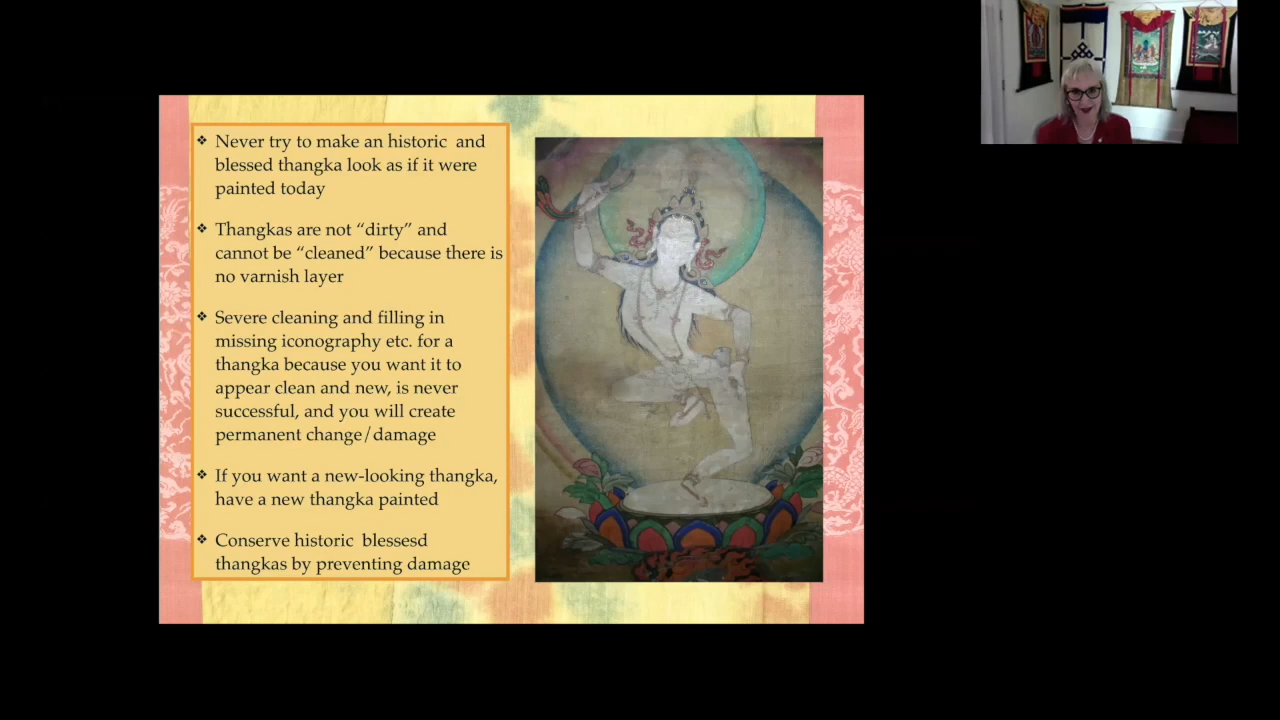 ❖ Never try to make an historic and
blessed thangka look as if it were
painted today
❖ Thangkas are not “dirty” and
cannot be “cleaned” because there is
no varnish layer
❖ Severe cleaning and filling in
missing iconography etc. for a
thangka because you want it to
appear clean and new, is never
successful, and you will create
permanent change/damage
❖ If you want a new-looking thangka,
have a new thangka painted
❖ Conserve historic blessesd
thangkas by preventing damage